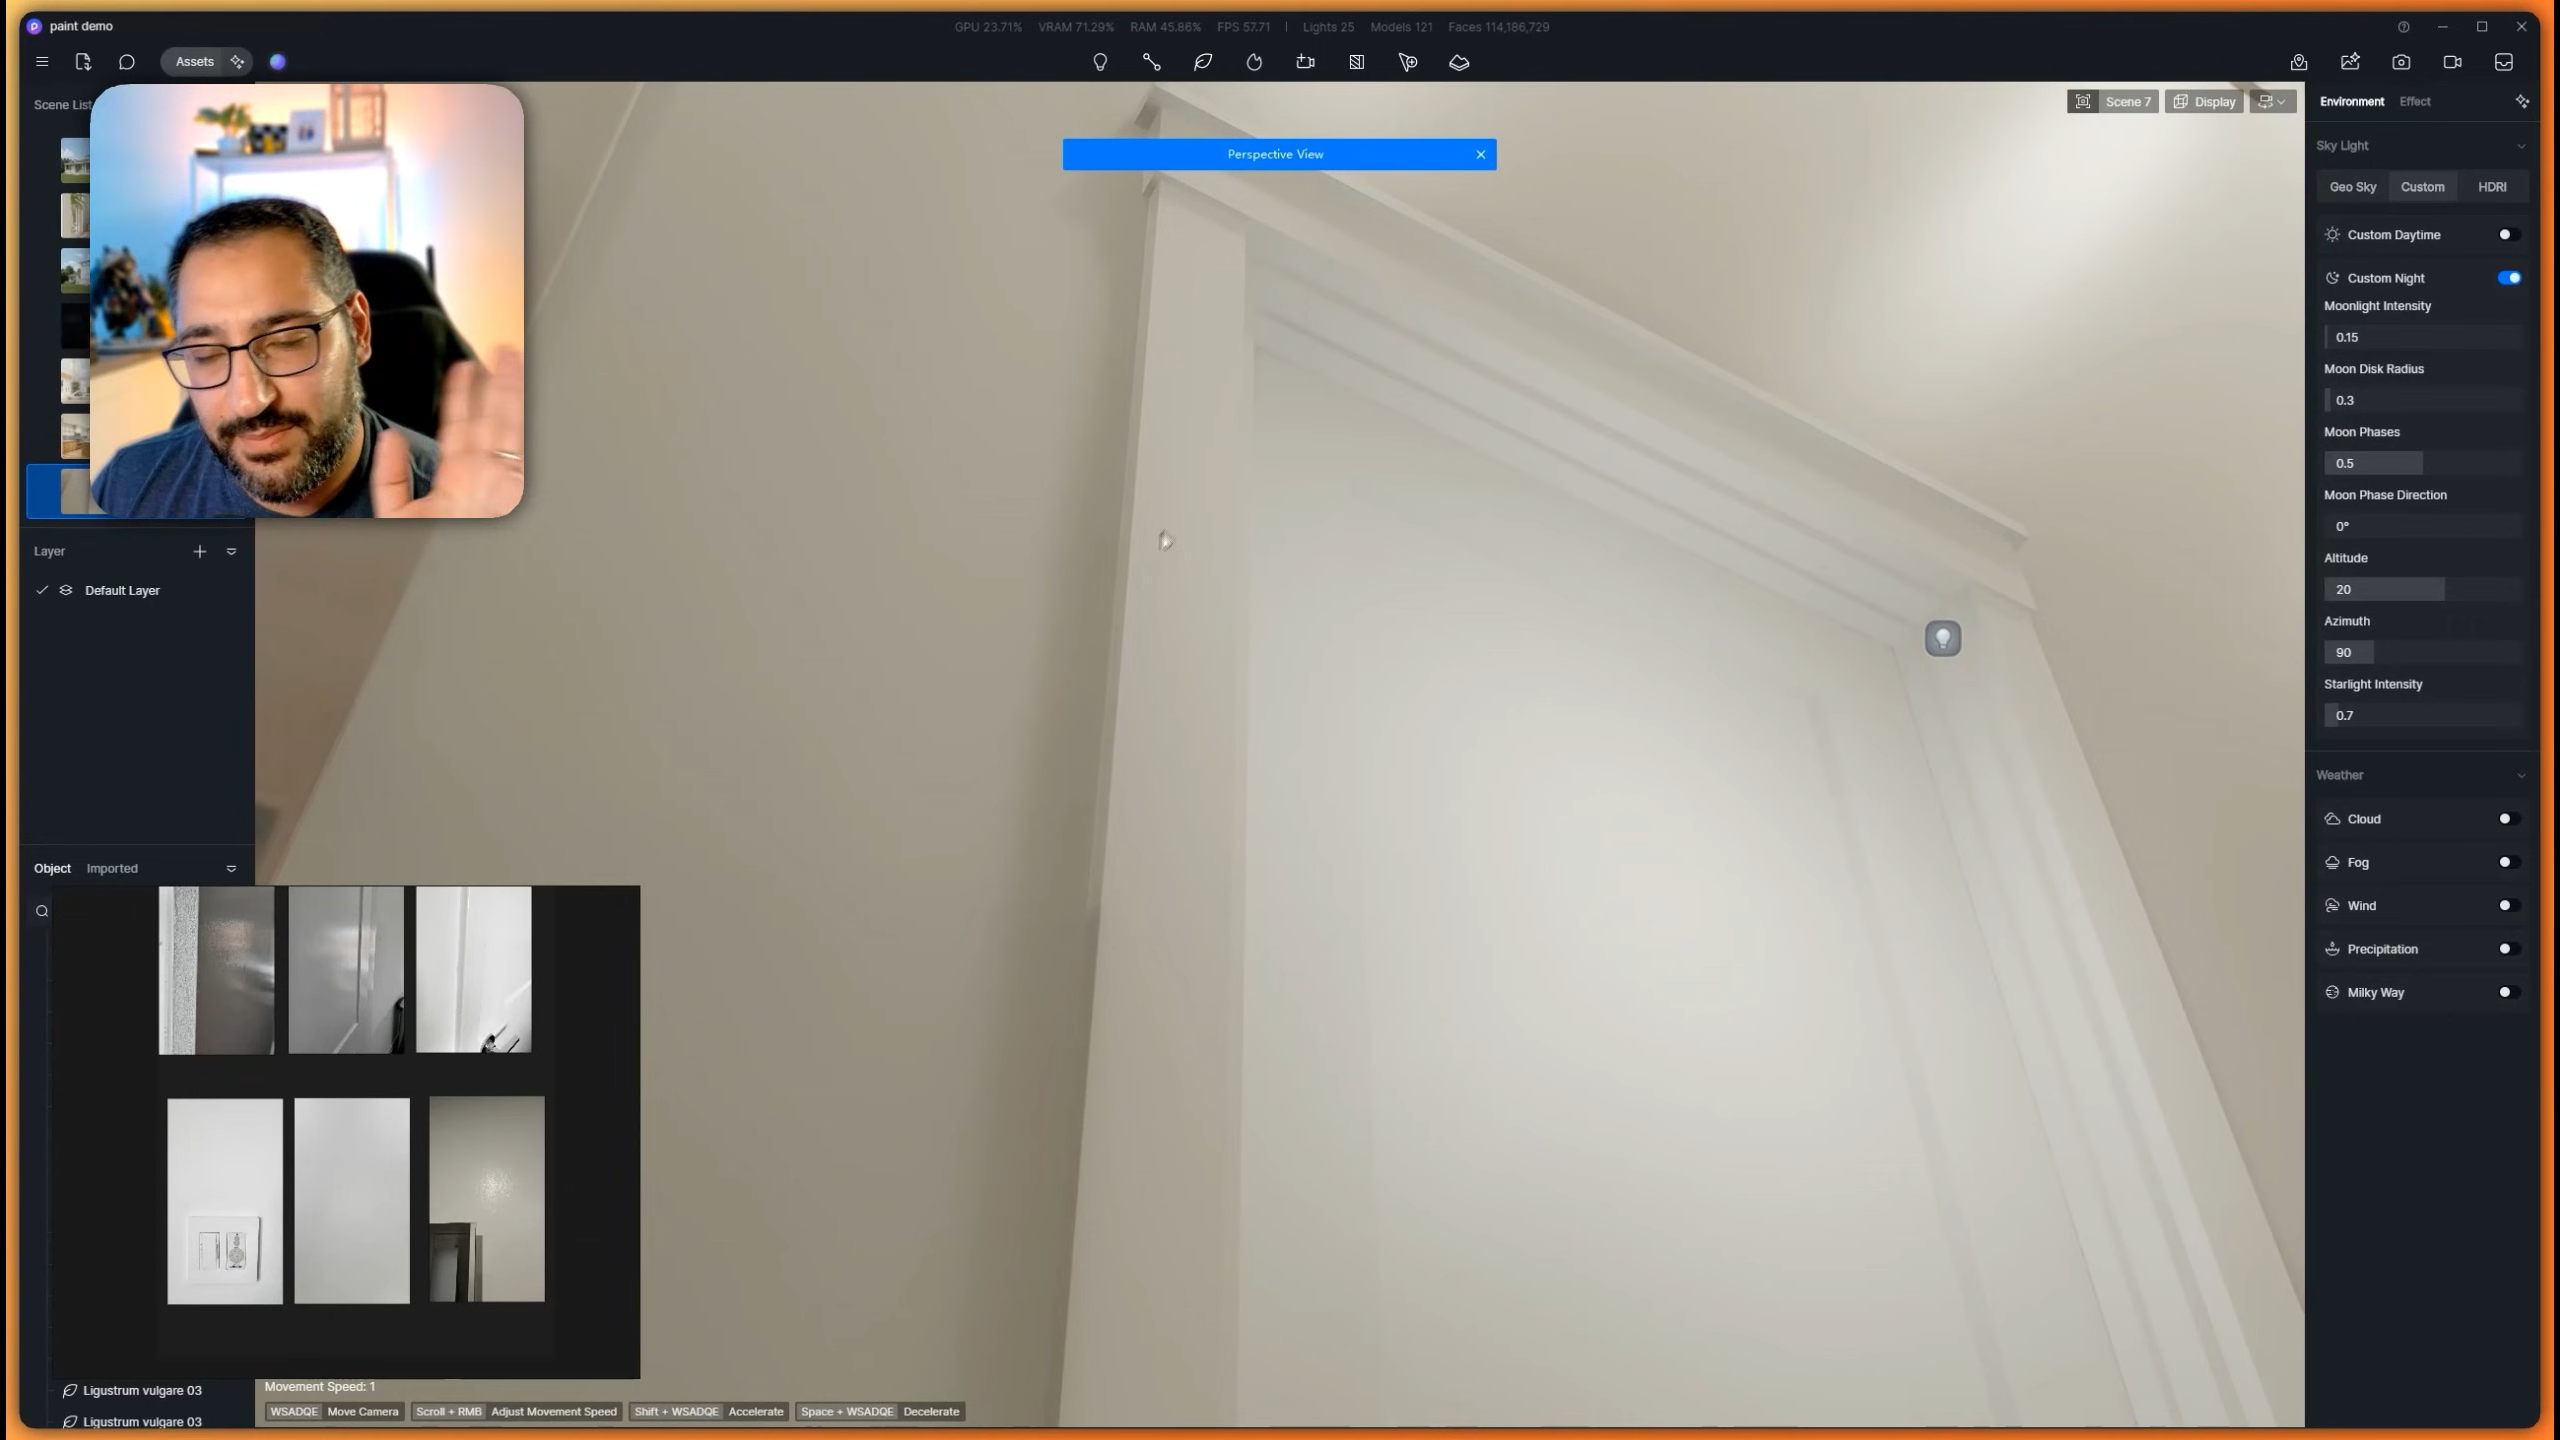 paint demo
GPU 23.71% VRAM 71.29% RAM 45.86% FPS 57.71 | Lights 25 Models 121 Faces 114,186,729
Assets
Scene List
Scene 7
Display
Perspective View
Layer
Default Layer
Object Imported
Ligustrum vulgare 03
Ligustrum vulgare 03
Movement Speed: 1
WSADQE Move Camera Scroll + RMB Adjust Movement Speed Shift + WSADQE Accelerate Space + WSADQE Decelerate
Environment Effect
Sky Light
Geo Sky Custom HDRI
Custom Daytime
Custom Night
Moonlight Intensity
0.15
Moon Disk Radius
0.3
Moon Phases
0.5
Moon Phase Direction
0°
Altitude
20
Azimuth
90
Starlight Intensity
0.7
Weather
Cloud
Fog
Wind
Precipitation
Milky Way